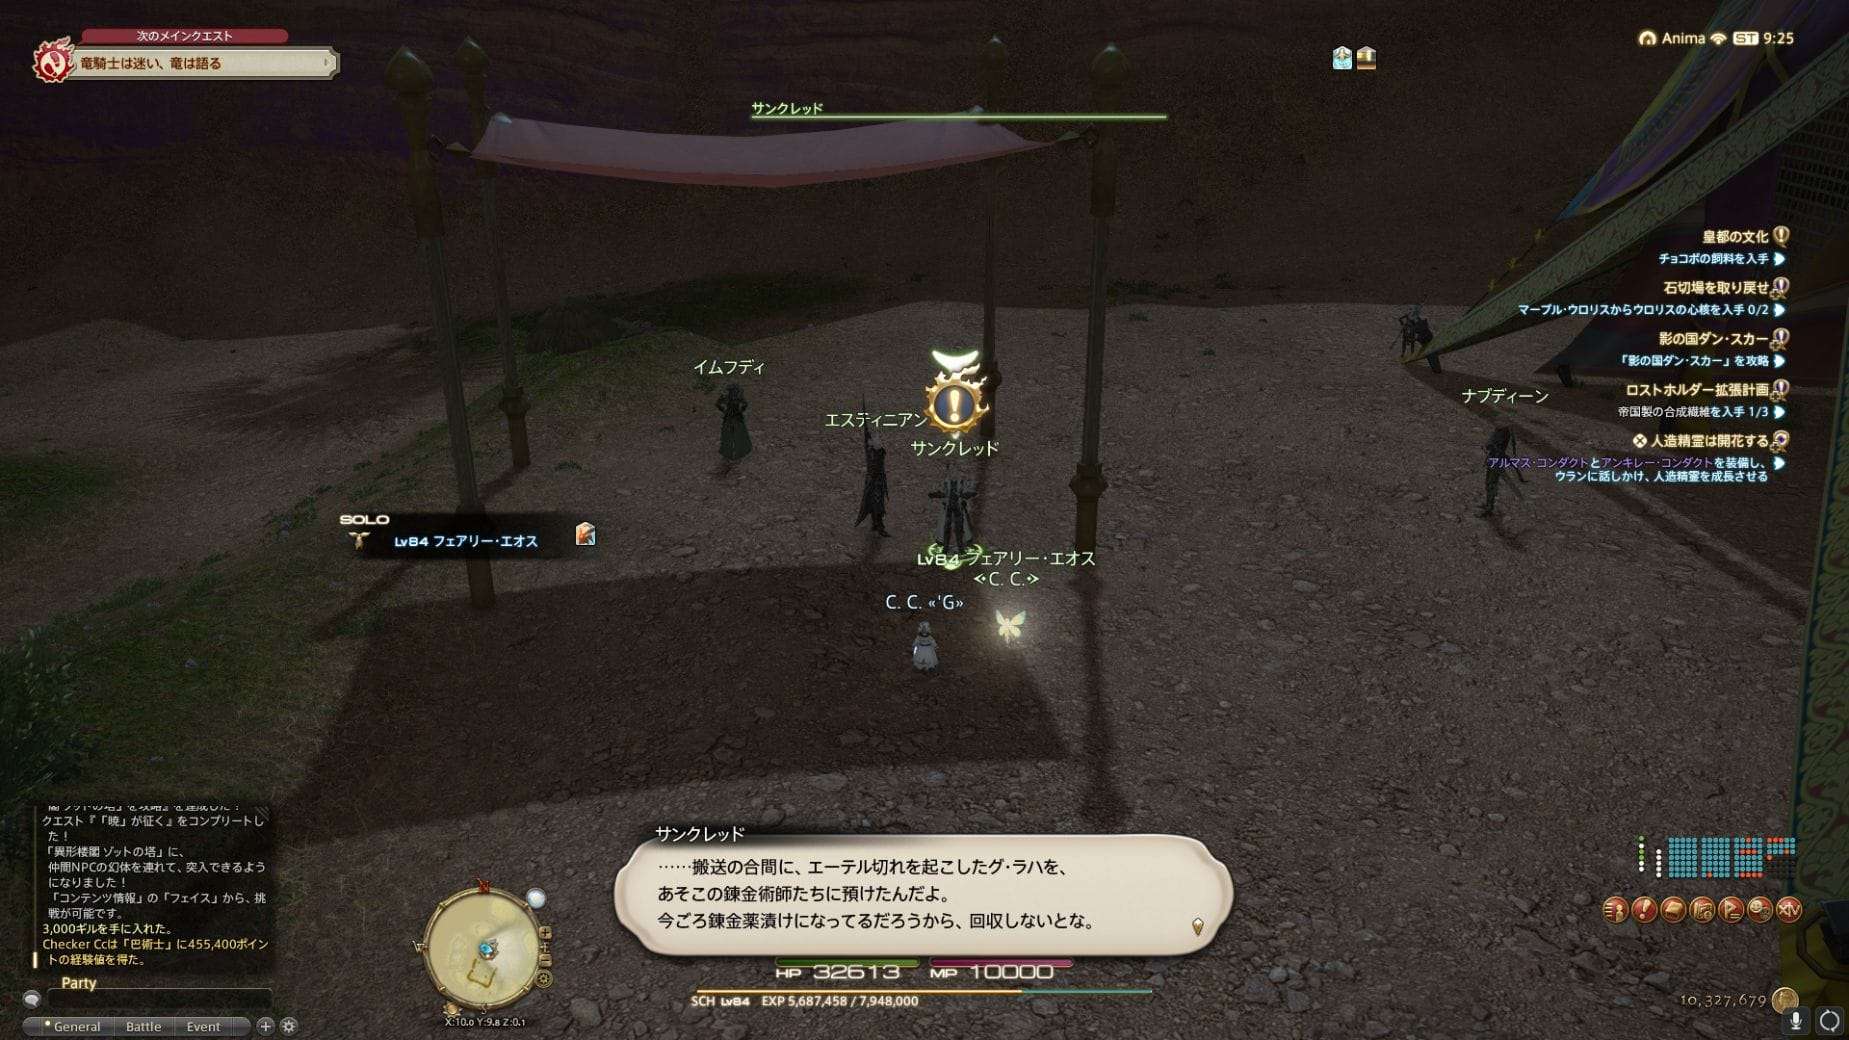 次のメインクエスト
竜騎士は迷い、竜は語る
Anima ST 9:25
サンクレッド
皇都の文化
チョコボの飼料を入手
石切場を取り戻せ
マーブル・ウロリスからウロリスの心核を入手 0/2
影の国ダン・スカー
「影の国ダン・スカー」を攻略
ロストホルダー拡張計画
帝国製の合成繊維を入手 1/3
人造精霊は開花する
アルマス・コンダクトとアンキレー・コンダクトを装備し、
ウランに話しかけ、人造精霊を成長させる
イムフディ
エスティニアン
サンクレッド
ナブディーン
SOLO
Lv84 フェアリー・エオス
Lv84 フェアリー・エオス
C. C.
C. C. «'G»
閣 ゾットの塔」を攻略』を達成した！
クエスト『「暁」が征く』をコンプリートし
た！
「異形楼閣 ゾットの塔」に、
仲間NPCの幻体を連れて、突入できるよう
になりました！
「コンテンツ情報」の「フェイス」から、挑
戦が可能です。
3,000ギルを手に入れた。
Checker Ccは「巴術士」に455,400ポイン
トの経験値を得た。
Party
General Battle Event
N
W
X:10.0 Y:9.8 Z:0.1
サンクレッド
……搬送の合間に、エーテル切れを起こしたグ・ラハを、
あそこの錬金術師たちに預けたんだよ。
今ごろ錬金薬漬けになってるだろうから、回収しないとな。
HP 32613 MP 10000
SCH Lv84 EXP 5,687,458 / 7,948,000
XIV
10,327,679